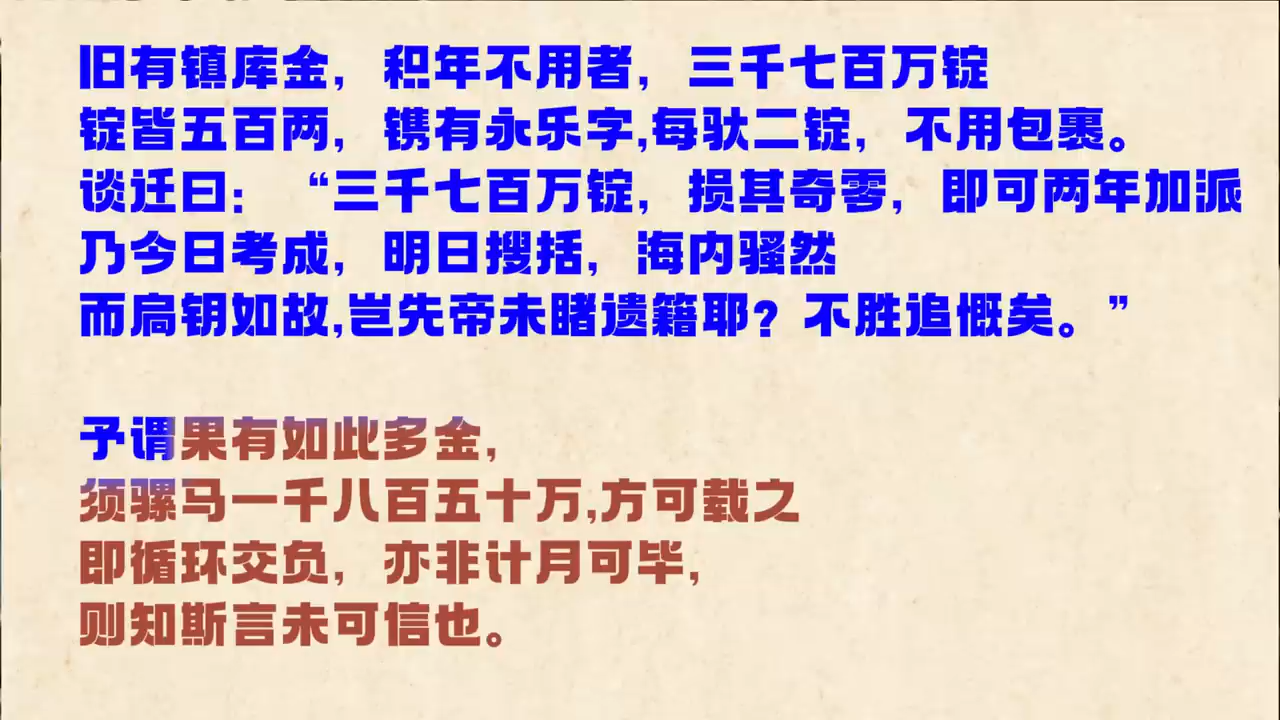 旧有镇库金，积年不用者，三千七百万锭
锭皆五百两，镌有永乐字,每驮二锭，不用包裹。
谈迁曰：“三千七百万锭，损其奇零，即可两年加派
乃今日考成，明日搜括，海内骚然
而扃钥如故,岂先帝未睹遗籍耶？不胜追慨矣。”
予谓果有如此多金，
须骡马一千八百五十万,方可载之
即循环交负，亦非计月可毕，
则知斯言未可信也。